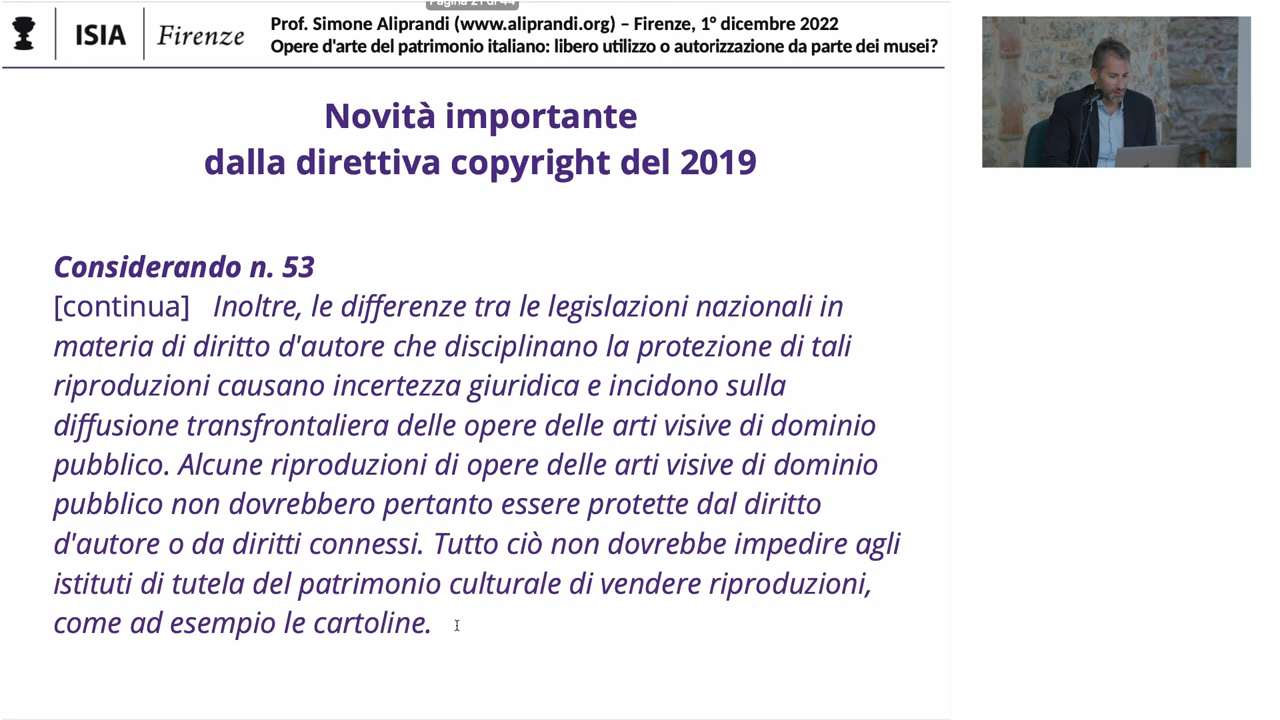 ISIA Firenze
Prof. Simone Aliprandi (www.aliprandi.org) – Firenze, 1° dicembre 2022
Opere d'arte del patrimonio italiano: libero utilizzo o autorizzazione da parte dei musei?
Novità importante
dalla direttiva copyright del 2019
Considerando n. 53
[continua] Inoltre, le differenze tra le legislazioni nazionali in
materia di diritto d'autore che disciplinano la protezione di tali
riproduzioni causano incertezza giuridica e incidono sulla
diffusione transfrontaliera delle opere delle arti visive di dominio
pubblico. Alcune riproduzioni di opere delle arti visive di dominio
pubblico non dovrebbero pertanto essere protette dal diritto
d'autore o da diritti connessi. Tutto ciò non dovrebbe impedire agli
istituti di tutela del patrimonio culturale di vendere riproduzioni,
come ad esempio le cartoline.